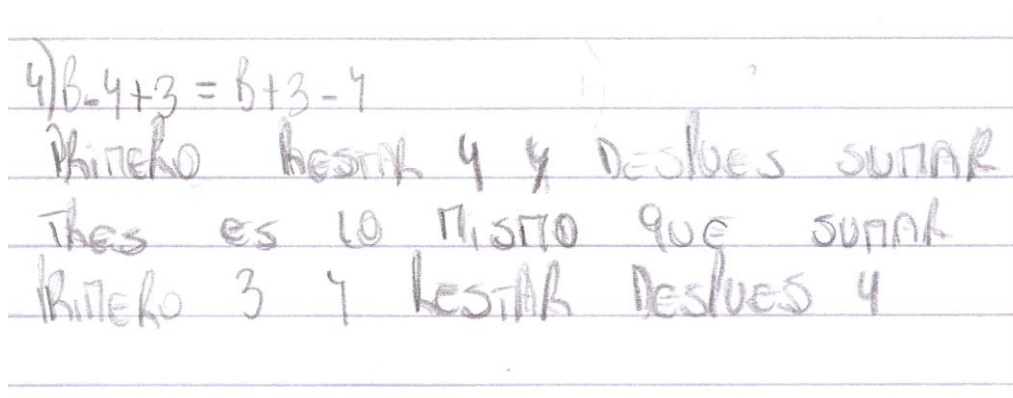 4) B-4+3 = B+3-4
PRIMERO RESTAR 4 Y DESPUES SUMAR
TRES ES LO MISMO QUE SUMAR
PRIMERO 3 Y RESTAR DESPUES 4